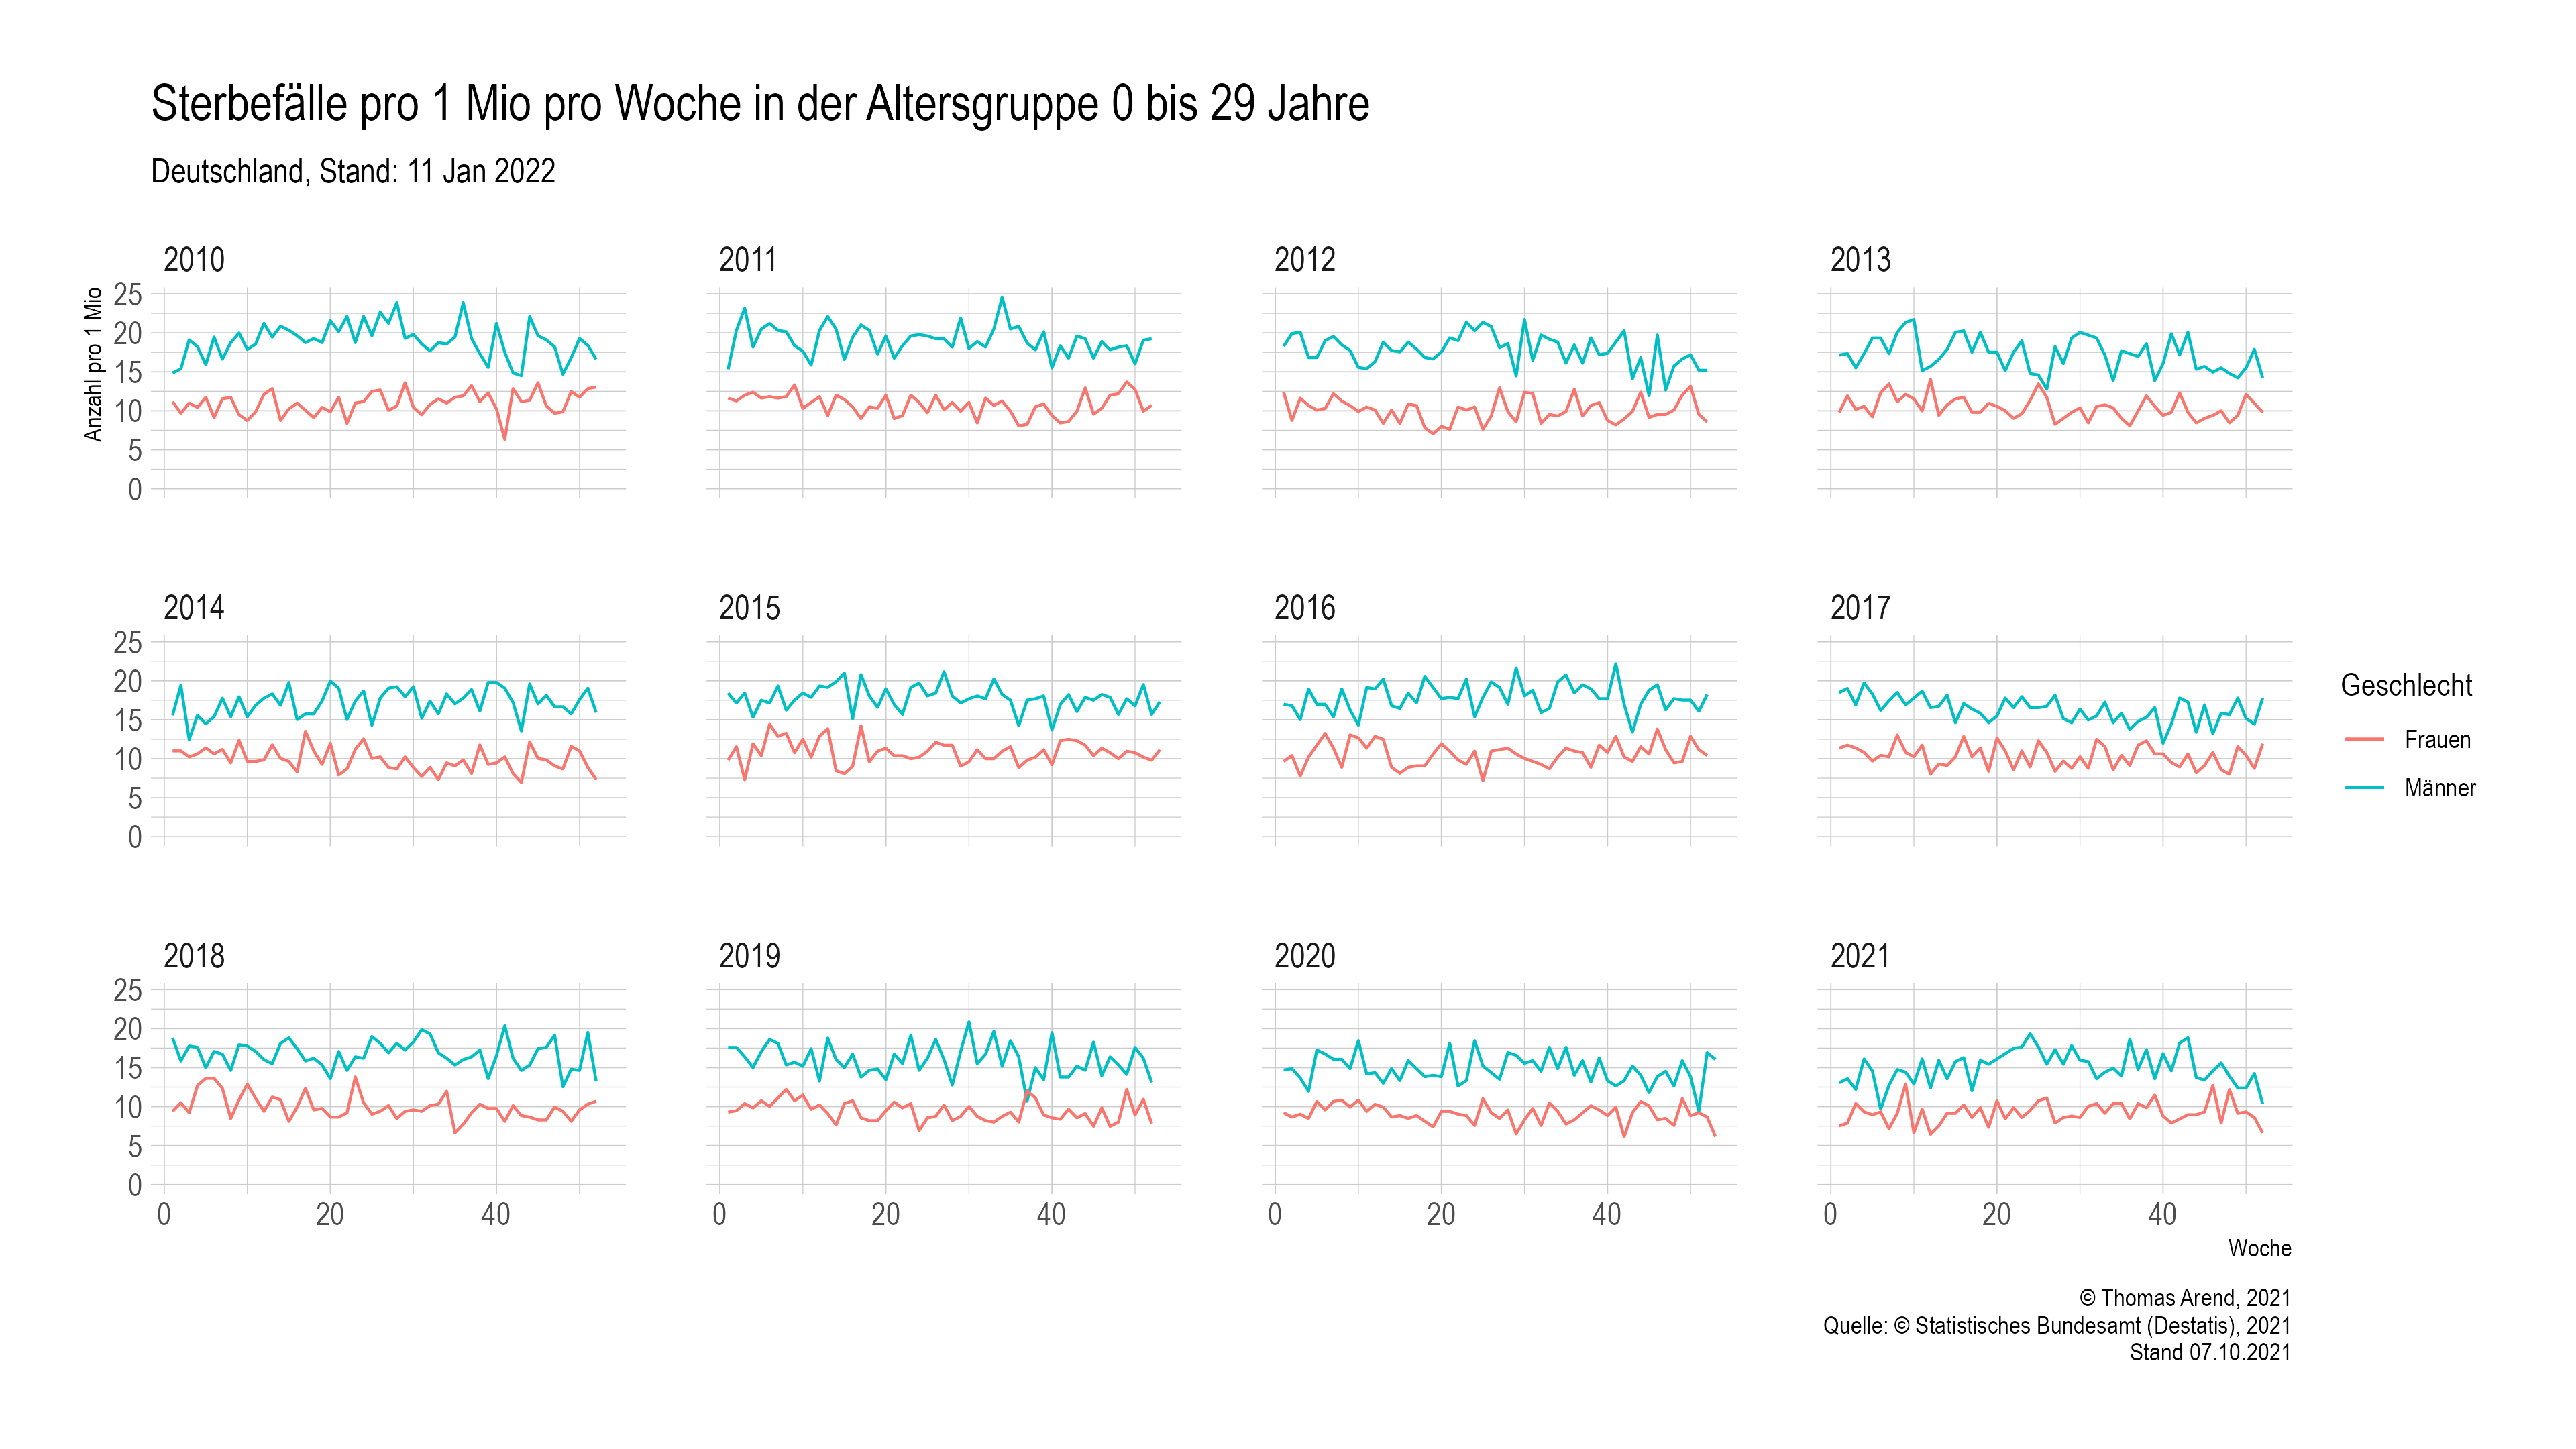 Sterbefälle pro 1 Mio pro Woche in der Altersgruppe 0 bis 29 Jahre
Deutschland, Stand: 11 Jan 2022
2010
2011
2012
2013
Anzahl pro 1 Mio
25
20
15
10
5
0
2014
2015
2016
2017
25
20
15
10
5
0
Geschlecht
Frauen
Männer
2018
2019
2020
2021
25
20
15
10
5
0
0 20 40
0 20 40
0 20 40
0 20 40
Woche
© Thomas Arend, 2021
Quelle: © Statistisches Bundesamt (Destatis), 2021
Stand 07.10.2021